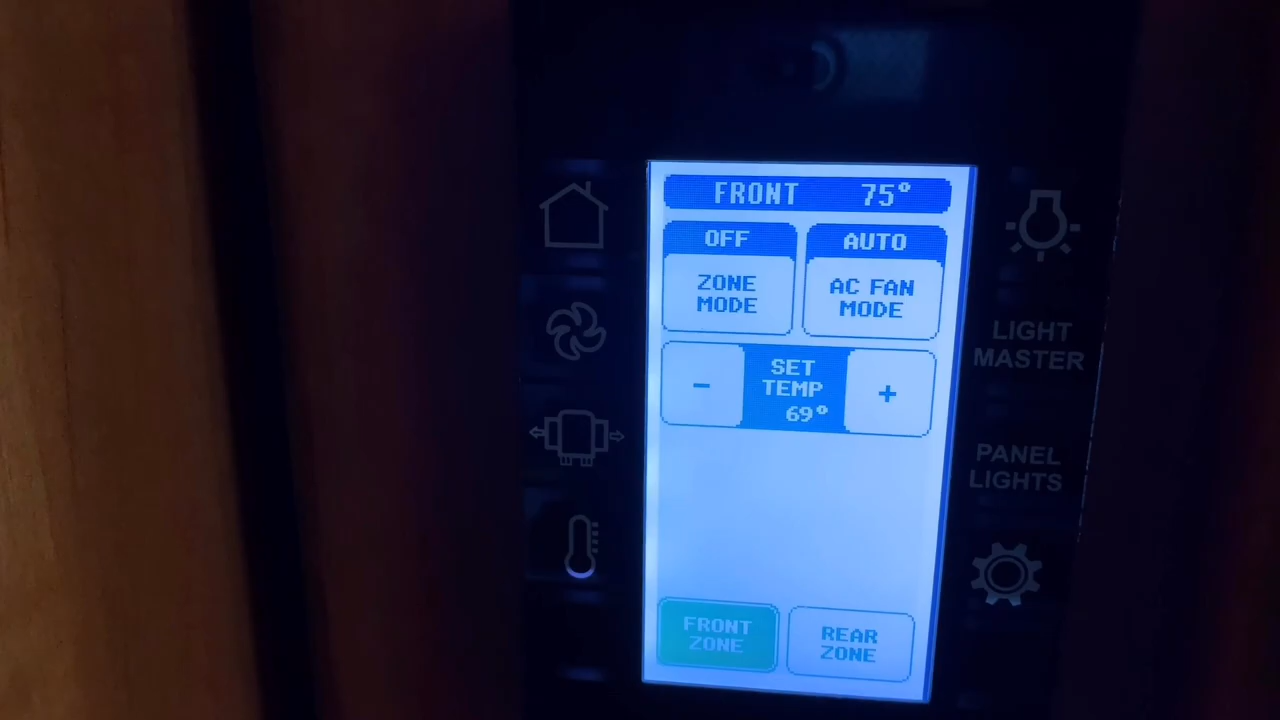 FRONT 75°
OFF
AUTO
ZONE
MODE
AC FAN
MODE
LIGHT
MASTER
-
SET
TEMP
69°
+
PANEL
LIGHTS
FRONT
ZONE
REAR
ZONE